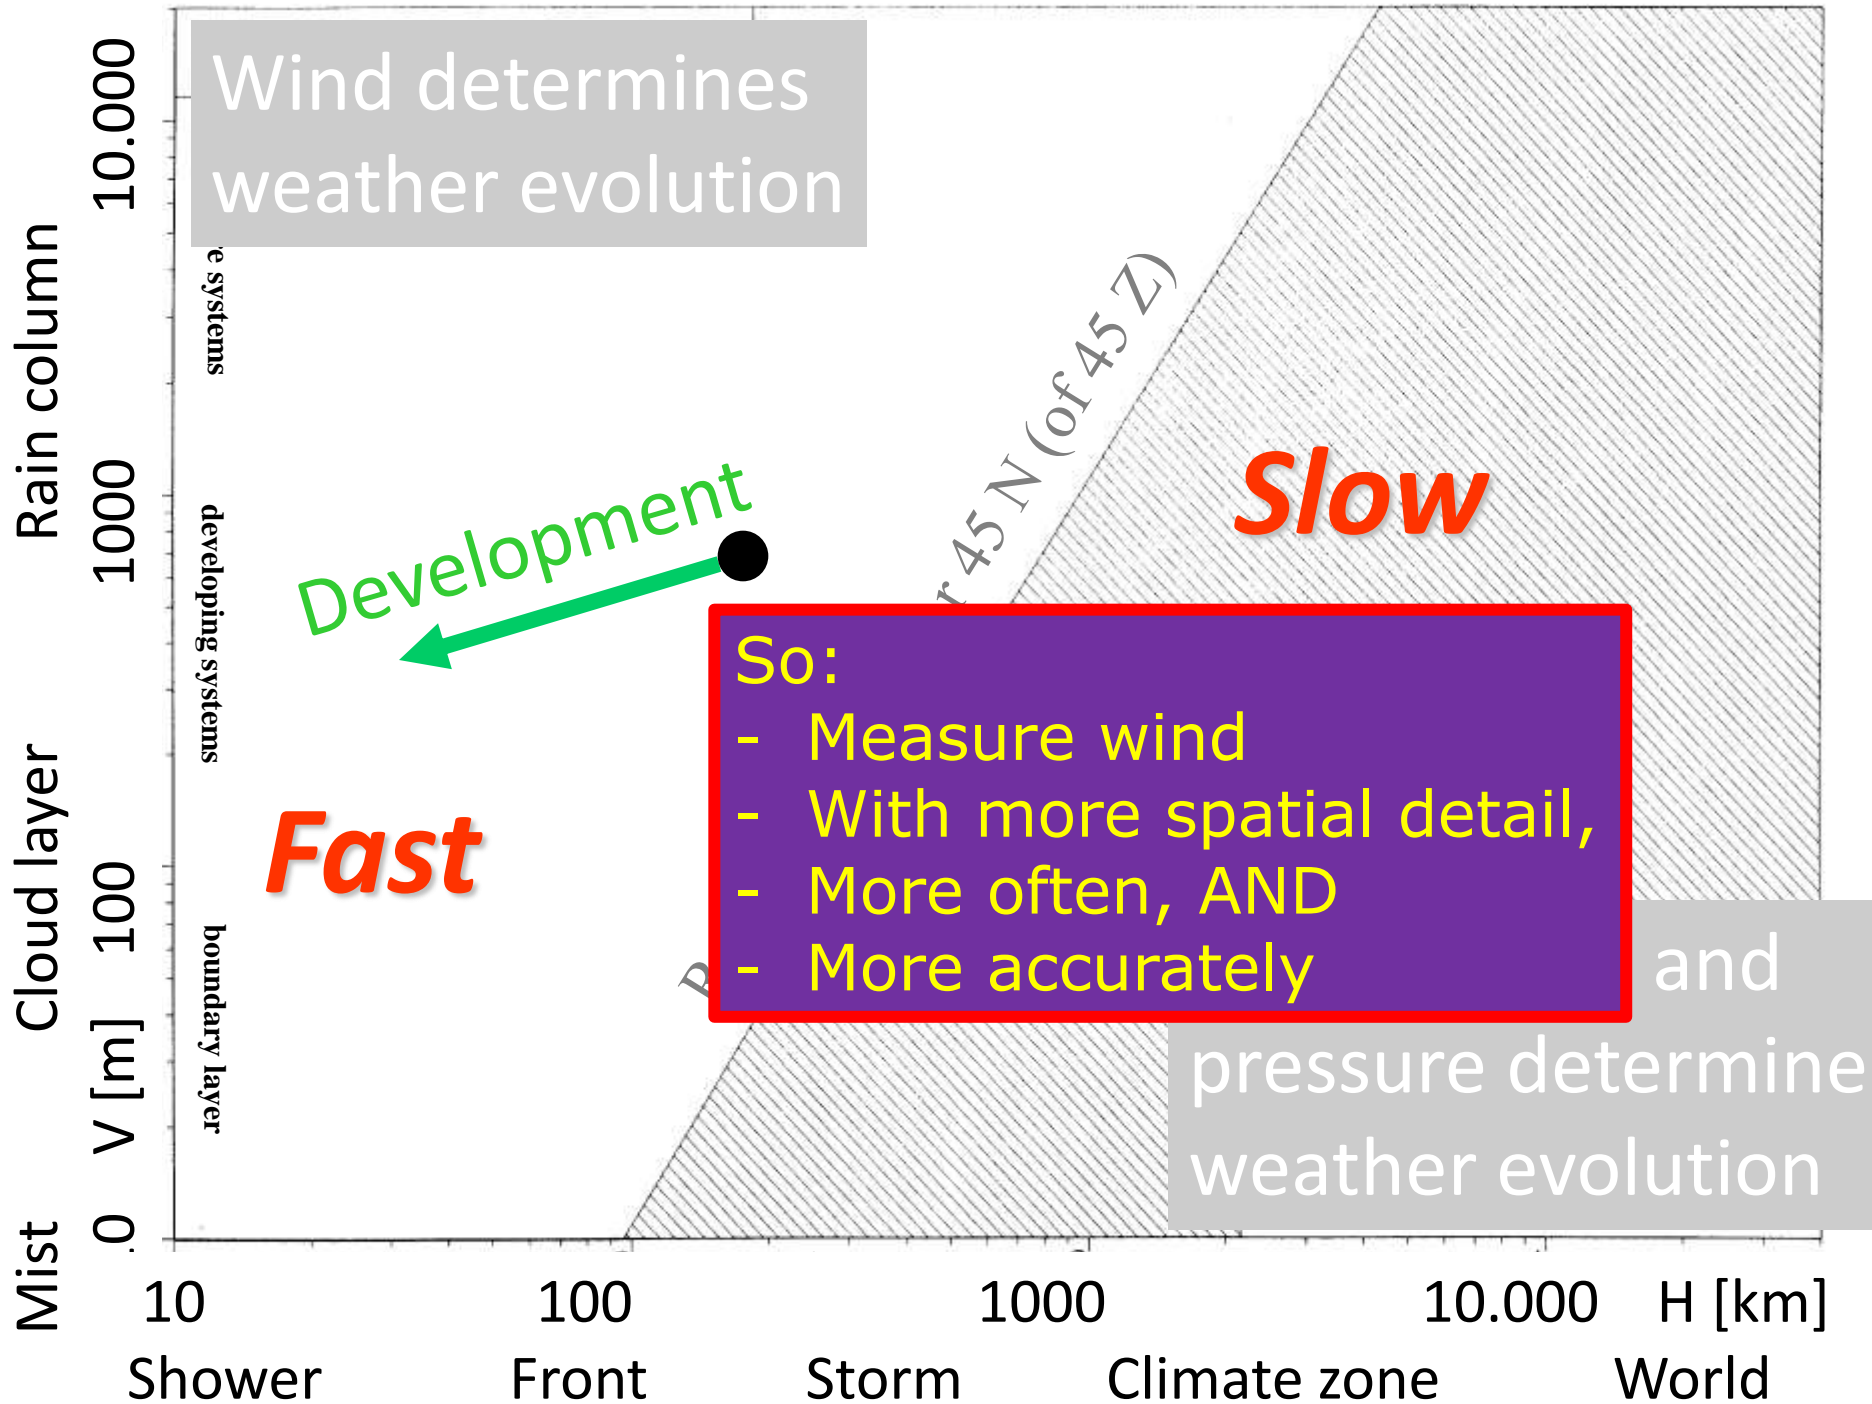 Wind determines
weather evolution
10.000
1000
100
.0
V [m]
Rain column
Cloud layer
Mist
e systems
developing systems
boundary layer
45 N (of 45 Z)
Development
Slow
Fast
So:
- Measure wind
- With more spatial detail,
- More often, AND
- More accurately
and
pressure determine
weather evolution
10 100 1000 10.000 H [km]
Shower Front Storm Climate zone World